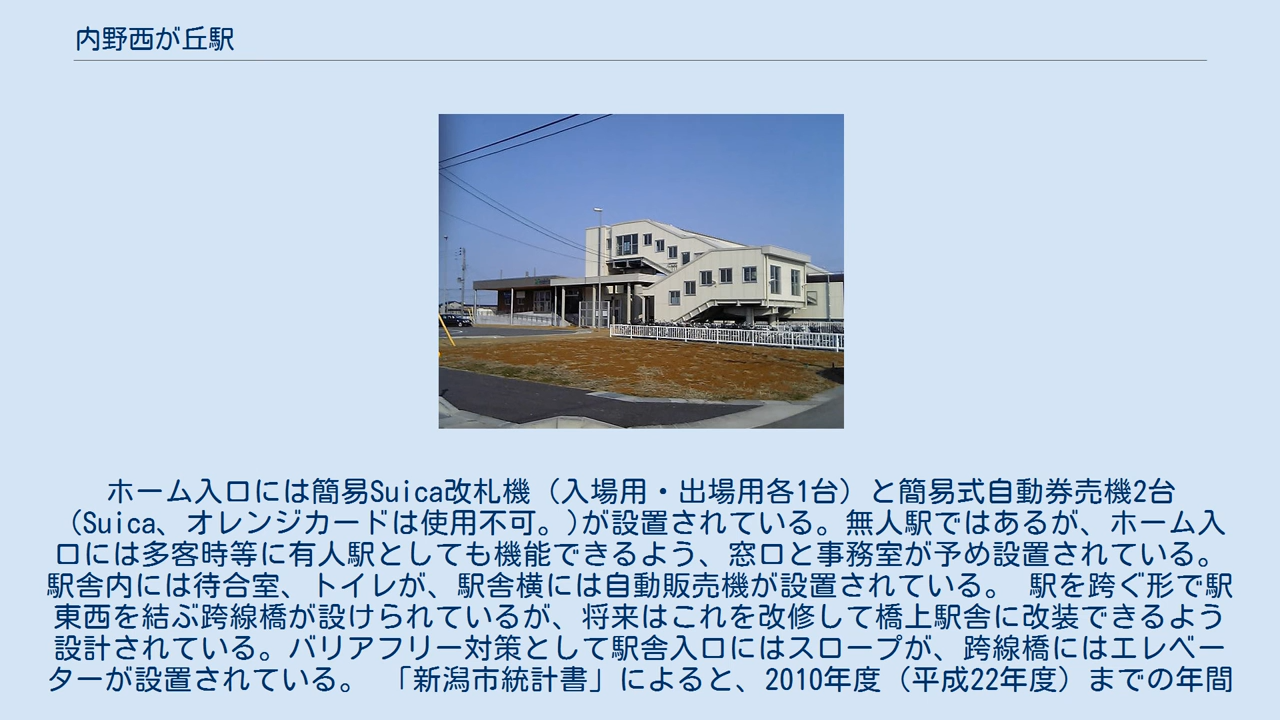 内野西が丘駅
ホーム入口には簡易Suica改札機（入場用・出場用各1台）と簡易式自動券売機2台
（Suica、オレンジカードは使用不可。)が設置されている。無人駅ではあるが、ホーム入
口には多客時等に有人駅としても機能できるよう、窓口と事務室が予め設置されている。
駅舎内には待合室、トイレが、駅舎横には自動販売機が設置されている。 駅を跨ぐ形で駅
東西を結ぶ跨線橋が設けられているが、将来はこれを改修して橋上駅舎に改装できるよう
設計されている。バリアフリー対策として駅舎入口にはスロープが、跨線橋にはエレベー
ターが設置されている。 「新潟市統計書」によると、2010年度（平成22年度）までの年間